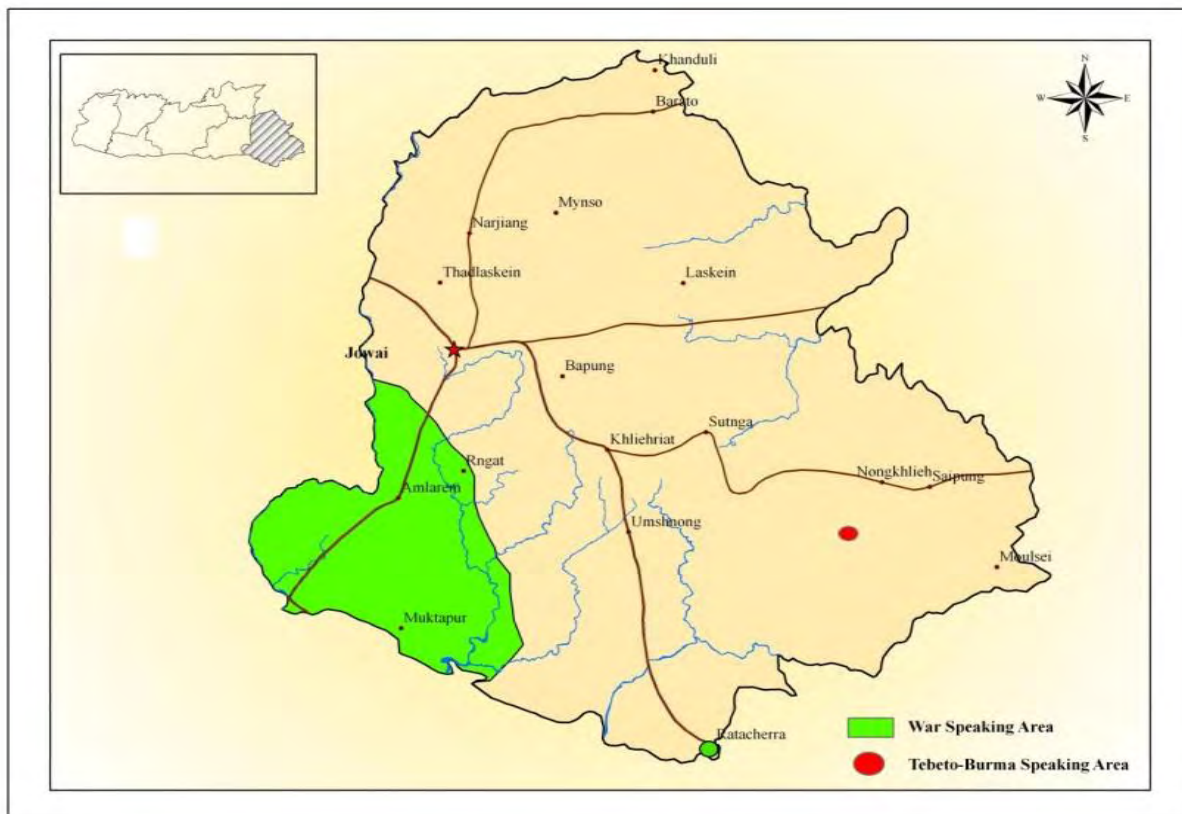 Khanduli
N
W E
S
Barato
Mynso
Narjiang
Thadlaskein
Laskein
Jowai
Bapung
Sutnga
Khliehriat
Rngat
Nongkhlieh
Saipung
Amlarem
Umshnong
Moulsei
Muktapur
Ratacherra
War Speaking Area
Tebeto-Burma Speaking Area